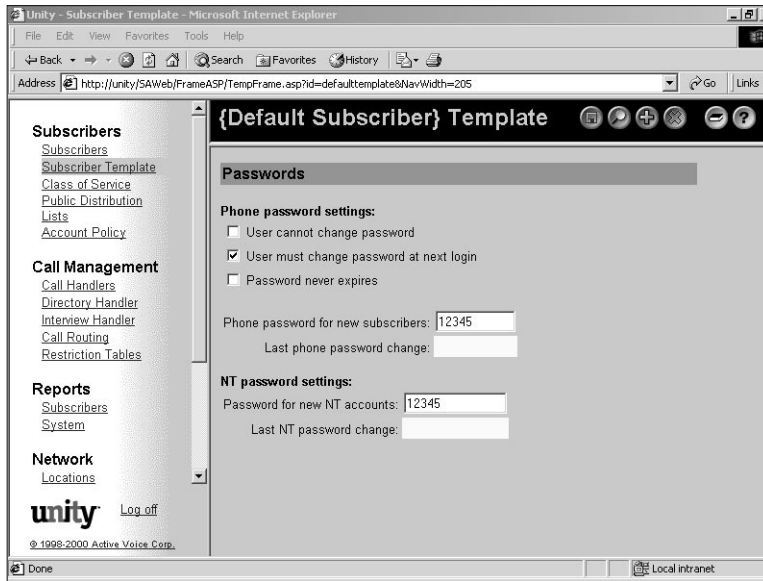 Unity - Subscriber Template - Microsoft Internet Explorer
File Edit View Favorites Tools Help
Back Search Favorites History
Address http://unity/SAWeb/FrameASP/TempFrame.asp?id=defaulttemplate&NavWidth=205 Go Links
Subscribers
Subscribers
Subscriber Template
Class of Service
Public Distribution
Lists
Account Policy
Call Management
Call Handlers
Directory Handler
Interview Handler
Call Routing
Restriction Tables
Reports
Subscribers
System
Network
Locations
unity Log off
© 1998-2000 Active Voice Corp.
{Default Subscriber} Template
Passwords
Phone password settings:
User cannot change password
User must change password at next login
Password never expires
Phone password for new subscribers: 12345
Last phone password change:
NT password settings:
Password for new NT accounts: 12345
Last NT password change:
Done Local intranet